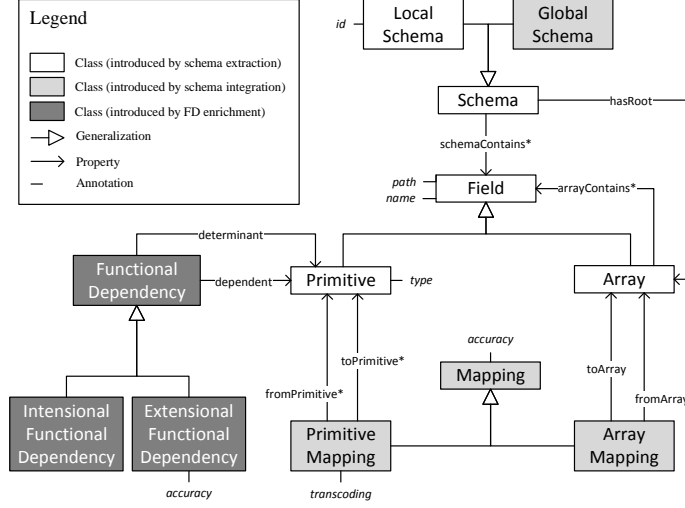 Legend
Class (introduced by schema extraction)
Class (introduced by schema integration)
Class (introduced by FD enrichment)
Generalization
Property
Annotation
id
Local
Schema
Global
Schema
Schema
hasRoot
schemaContains*
path
name
Field
arrayContains*
determinant
Functional
Dependency
dependent
Primitive
type
Array
accuracy
Mapping
toPrimitive*
fromPrimitive*
toArray
fromArray
Intensional
Functional
Dependency
Extensional
Functional
Dependency
accuracy
Primitive
Mapping
transcoding
Array
Mapping